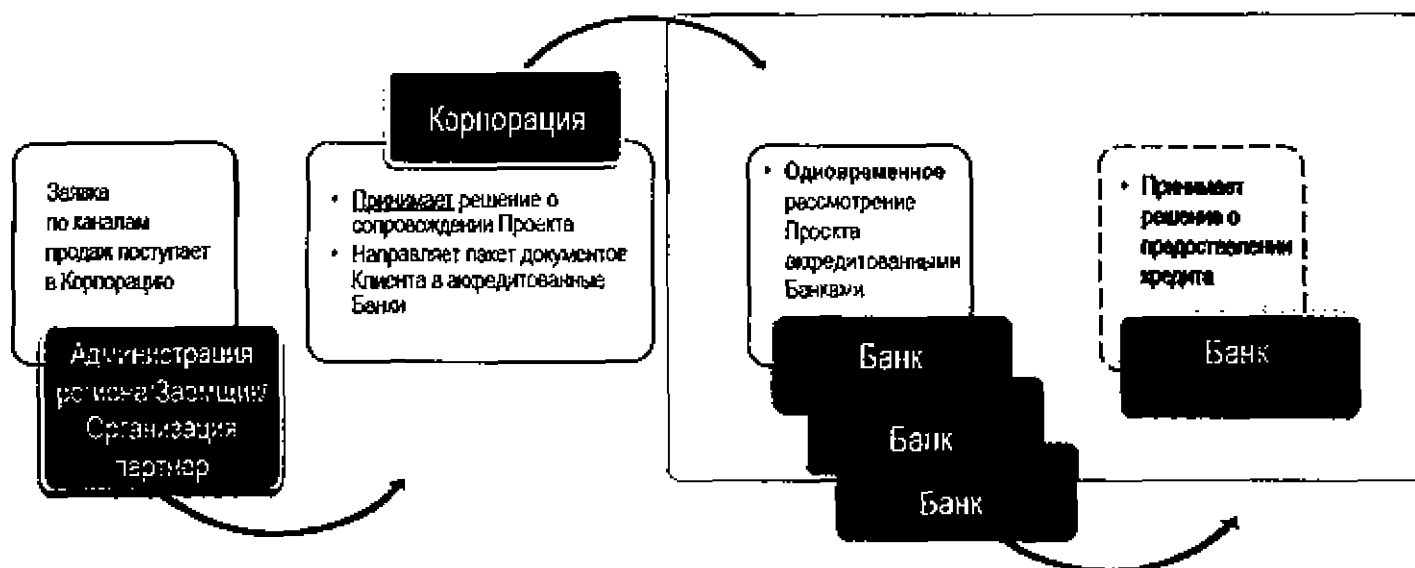 Заявка
по каналам
продаж поступает
в Корпорацию
Администрация
региона/Заемщик/
Организация
партнер
Корпорация
• Принимает решение о
сопровождении Проекта
• Направляет пакет документов
Клиента в аккредитованные
Банки
• Одновременное
рассмотрение
Проекта
аккредитованными
Банками
Банк
Банк
Банк
• Принимает
решение о
предоставлении
кредита
Банк